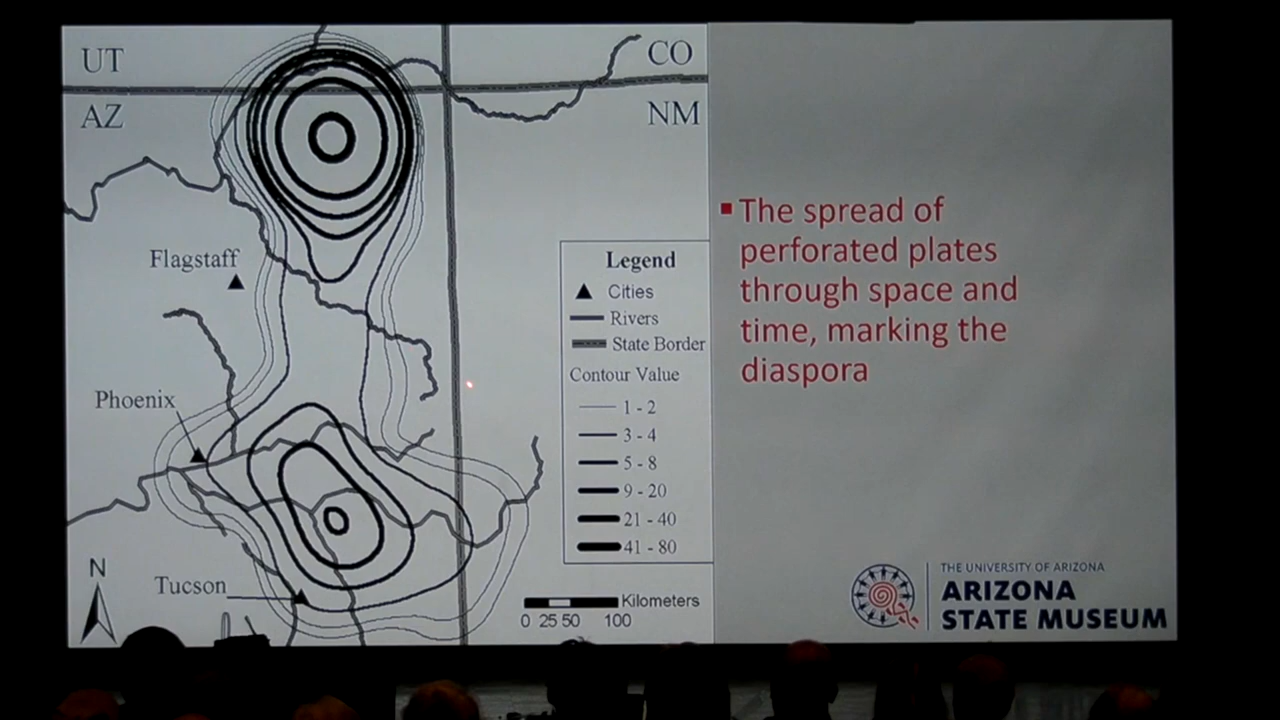 UT
CO
AZ
NM
Flagstaff
Phoenix
Tucson
N
Legend
Cities
Rivers
State Border
Contour Value
1 - 2
3 - 4
5 - 8
9 - 20
21 - 40
41 - 80
Kilometers
0 25 50 100
The spread of
perforated plates
through space and
time, marking the
diaspora
THE UNIVERSITY OF ARIZONA
ARIZONA
STATE MUSEUM